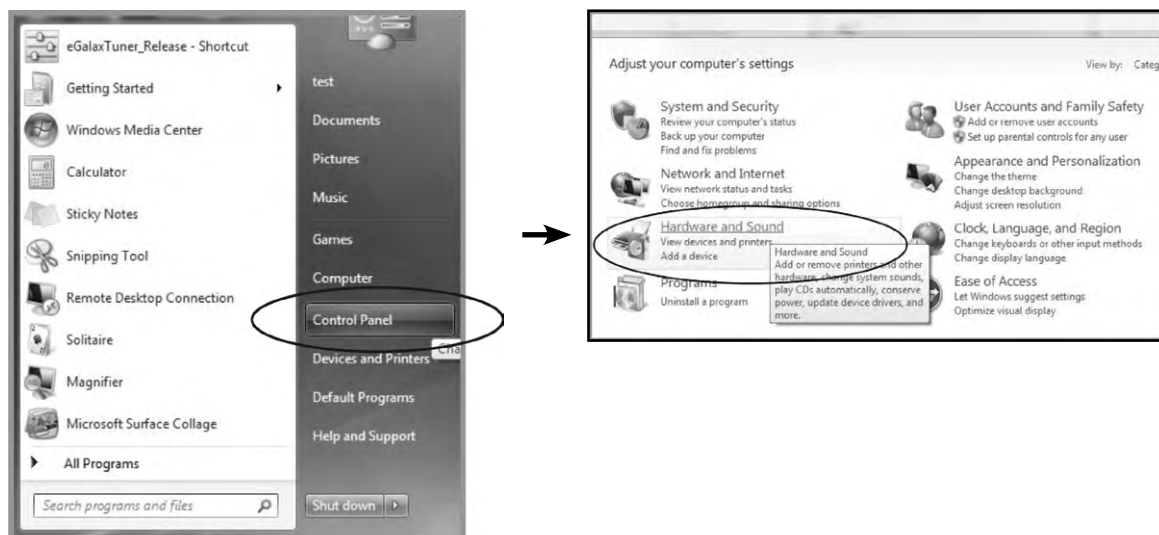 eGalaxTuner_Release - Shortcut
Getting Started
Windows Media Center
Calculator
Sticky Notes
Snipping Tool
Remote Desktop Connection
Solitaire
Magnifier
Microsoft Surface Collage
All Programs
Search programs and files
test
Documents
Pictures
Music
Games
Computer
Control Panel
Devices and Printers
Default Programs
Help and Support
Shut down
Adjust your computer's settings
View by: Categ
System and Security
Review your computer's status
Back up your computer
Find and fix problems
Network and Internet
View network status and tasks
Choose homegroup and sharing options
Hardware and Sound
View devices and printers
Add a device
Programs
Uninstall a program
Hardware and Sound
Add or remove printers and other
hardware, change system sounds,
play CDs automatically, conserve
power, update device drivers, and
more.
User Accounts and Family Safety
Add or remove user accounts
Set up parental controls for any user
Appearance and Personalization
Change the theme
Change desktop background
Adjust screen resolution
Clock, Language, and Region
Change keyboards or other input methods
Change display language
Ease of Access
Let Windows suggest settings
Optimize visual display